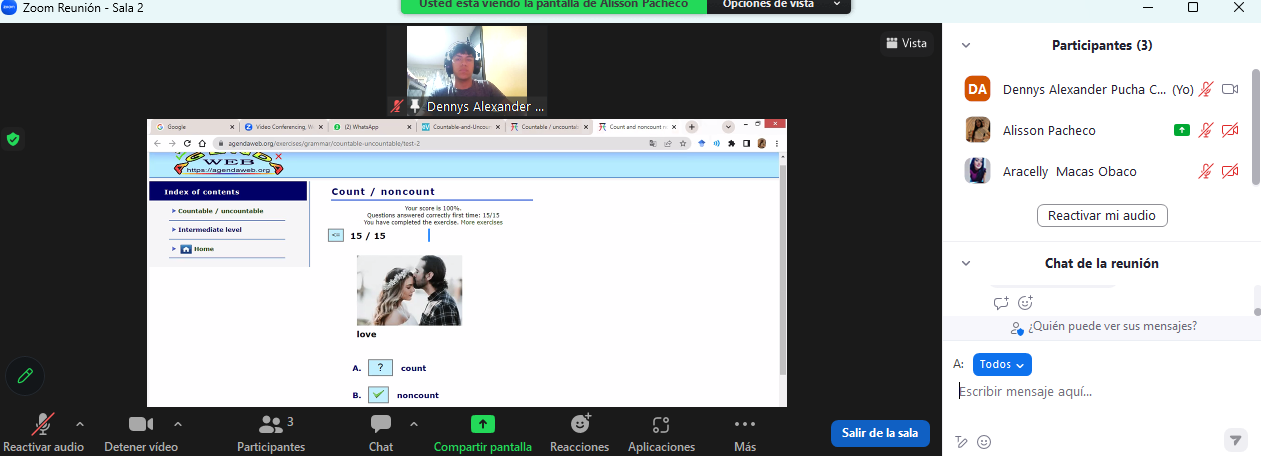 Zoom Reunión - Sala 2
Usted está viendo la pantalla de Alisson Pacheco
Opciones de vista
Vista
Dennys Alexander ...
Google
Video Conferencing, W
(2) WhatsApp
Countable-and-Uncou
Countable / uncountab
Count and noncount n
agendaweb.org/exercises/grammar/countable-uncountable/test-2
WEB
https://agendaweb.org
Index of contents
Countable / uncountable
Intermediate level
Home
Count / noncount
Your score is 100%.
Questions answered correctly first time: 15/15
You have completed the exercise. More exercises
<=
15 / 15
love
A. ? count
B. noncount
Participantes (3)
DA Dennys Alexander Pucha C... (Yo)
Alisson Pacheco
Aracelly Macas Obaco
Reactivar mi audio
Chat de la reunión
¿Quién puede ver sus mensajes?
A: Todos
Escribir mensaje aquí...
Reactivar audio
Detener vídeo
3
Participantes
Chat
Compartir pantalla
Reacciones
Aplicaciones
Más
Salir de la sala